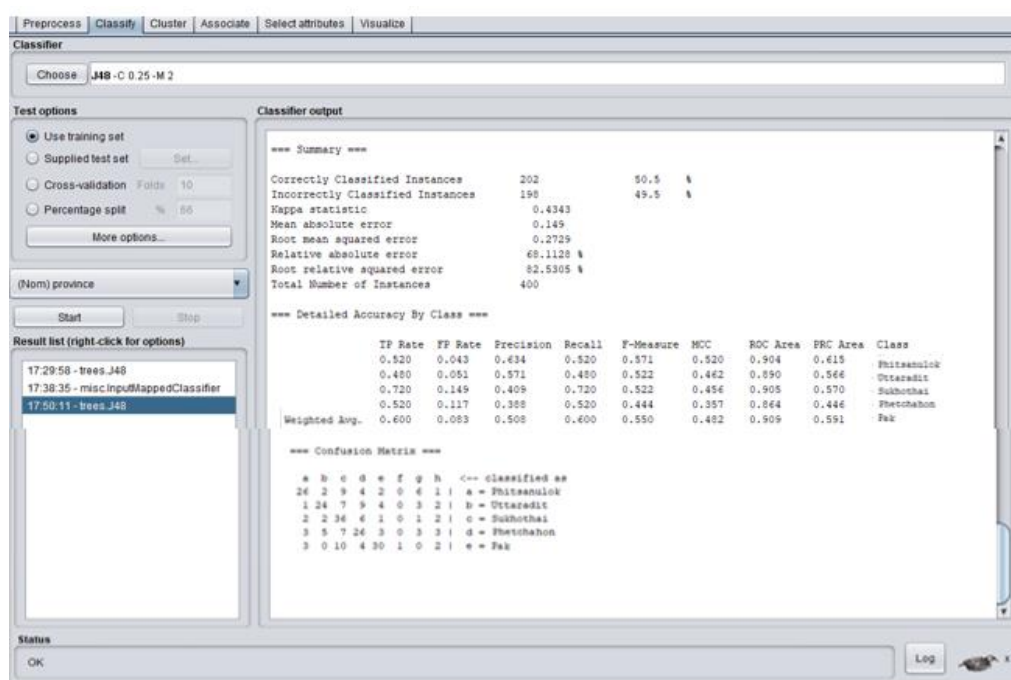 Preprocess Classify Cluster Associate Select attributes Visualize
Classifier
Choose J48 -C 0.25 -M 2
Test options
Use training set
Supplied test set Set...
Cross-validation Folds 10
Percentage split % 66
More options...
(Nom) province
Start Stop
Result list (right-click for options)
17:29:58 - trees.J48
17:38:35 - misc.InputMappedClassifier
17:50:11 - trees.J48
Classifier output
=== Summary ===
Correctly Classified Instances 202 50.5 %
Incorrectly Classified Instances 198 49.5 %
Kappa statistic 0.4343
Mean absolute error 0.149
Root mean squared error 0.2729
Relative absolute error 68.1128 %
Root relative squared error 82.5305 %
Total Number of Instances 400
=== Detailed Accuracy By Class ===
TP Rate FP Rate Precision Recall F-Measure MCC ROC Area PRC Area Class
0.520 0.043 0.634 0.520 0.571 0.520 0.904 0.615 Phitsanulok
0.480 0.051 0.571 0.480 0.522 0.462 0.890 0.566 Uttaradit
0.720 0.149 0.409 0.720 0.522 0.456 0.905 0.570 Sukhothai
0.520 0.117 0.388 0.520 0.444 0.357 0.864 0.446 Phetchabon
Weighted Avg. 0.600 0.083 0.508 0.600 0.550 0.482 0.909 0.591 Pak
=== Confusion Matrix ===
a b c d e f g h <-- classified as
26 2 9 4 2 0 6 1 | a = Phitsanulok
1 24 7 9 4 0 3 2 | b = Uttaradit
2 2 36 6 1 0 1 2 | c = Sukhothai
3 5 7 26 3 0 3 3 | d = Phetchabon
3 0 10 4 30 1 0 2 | e = Pak
Status
OK
Log
x